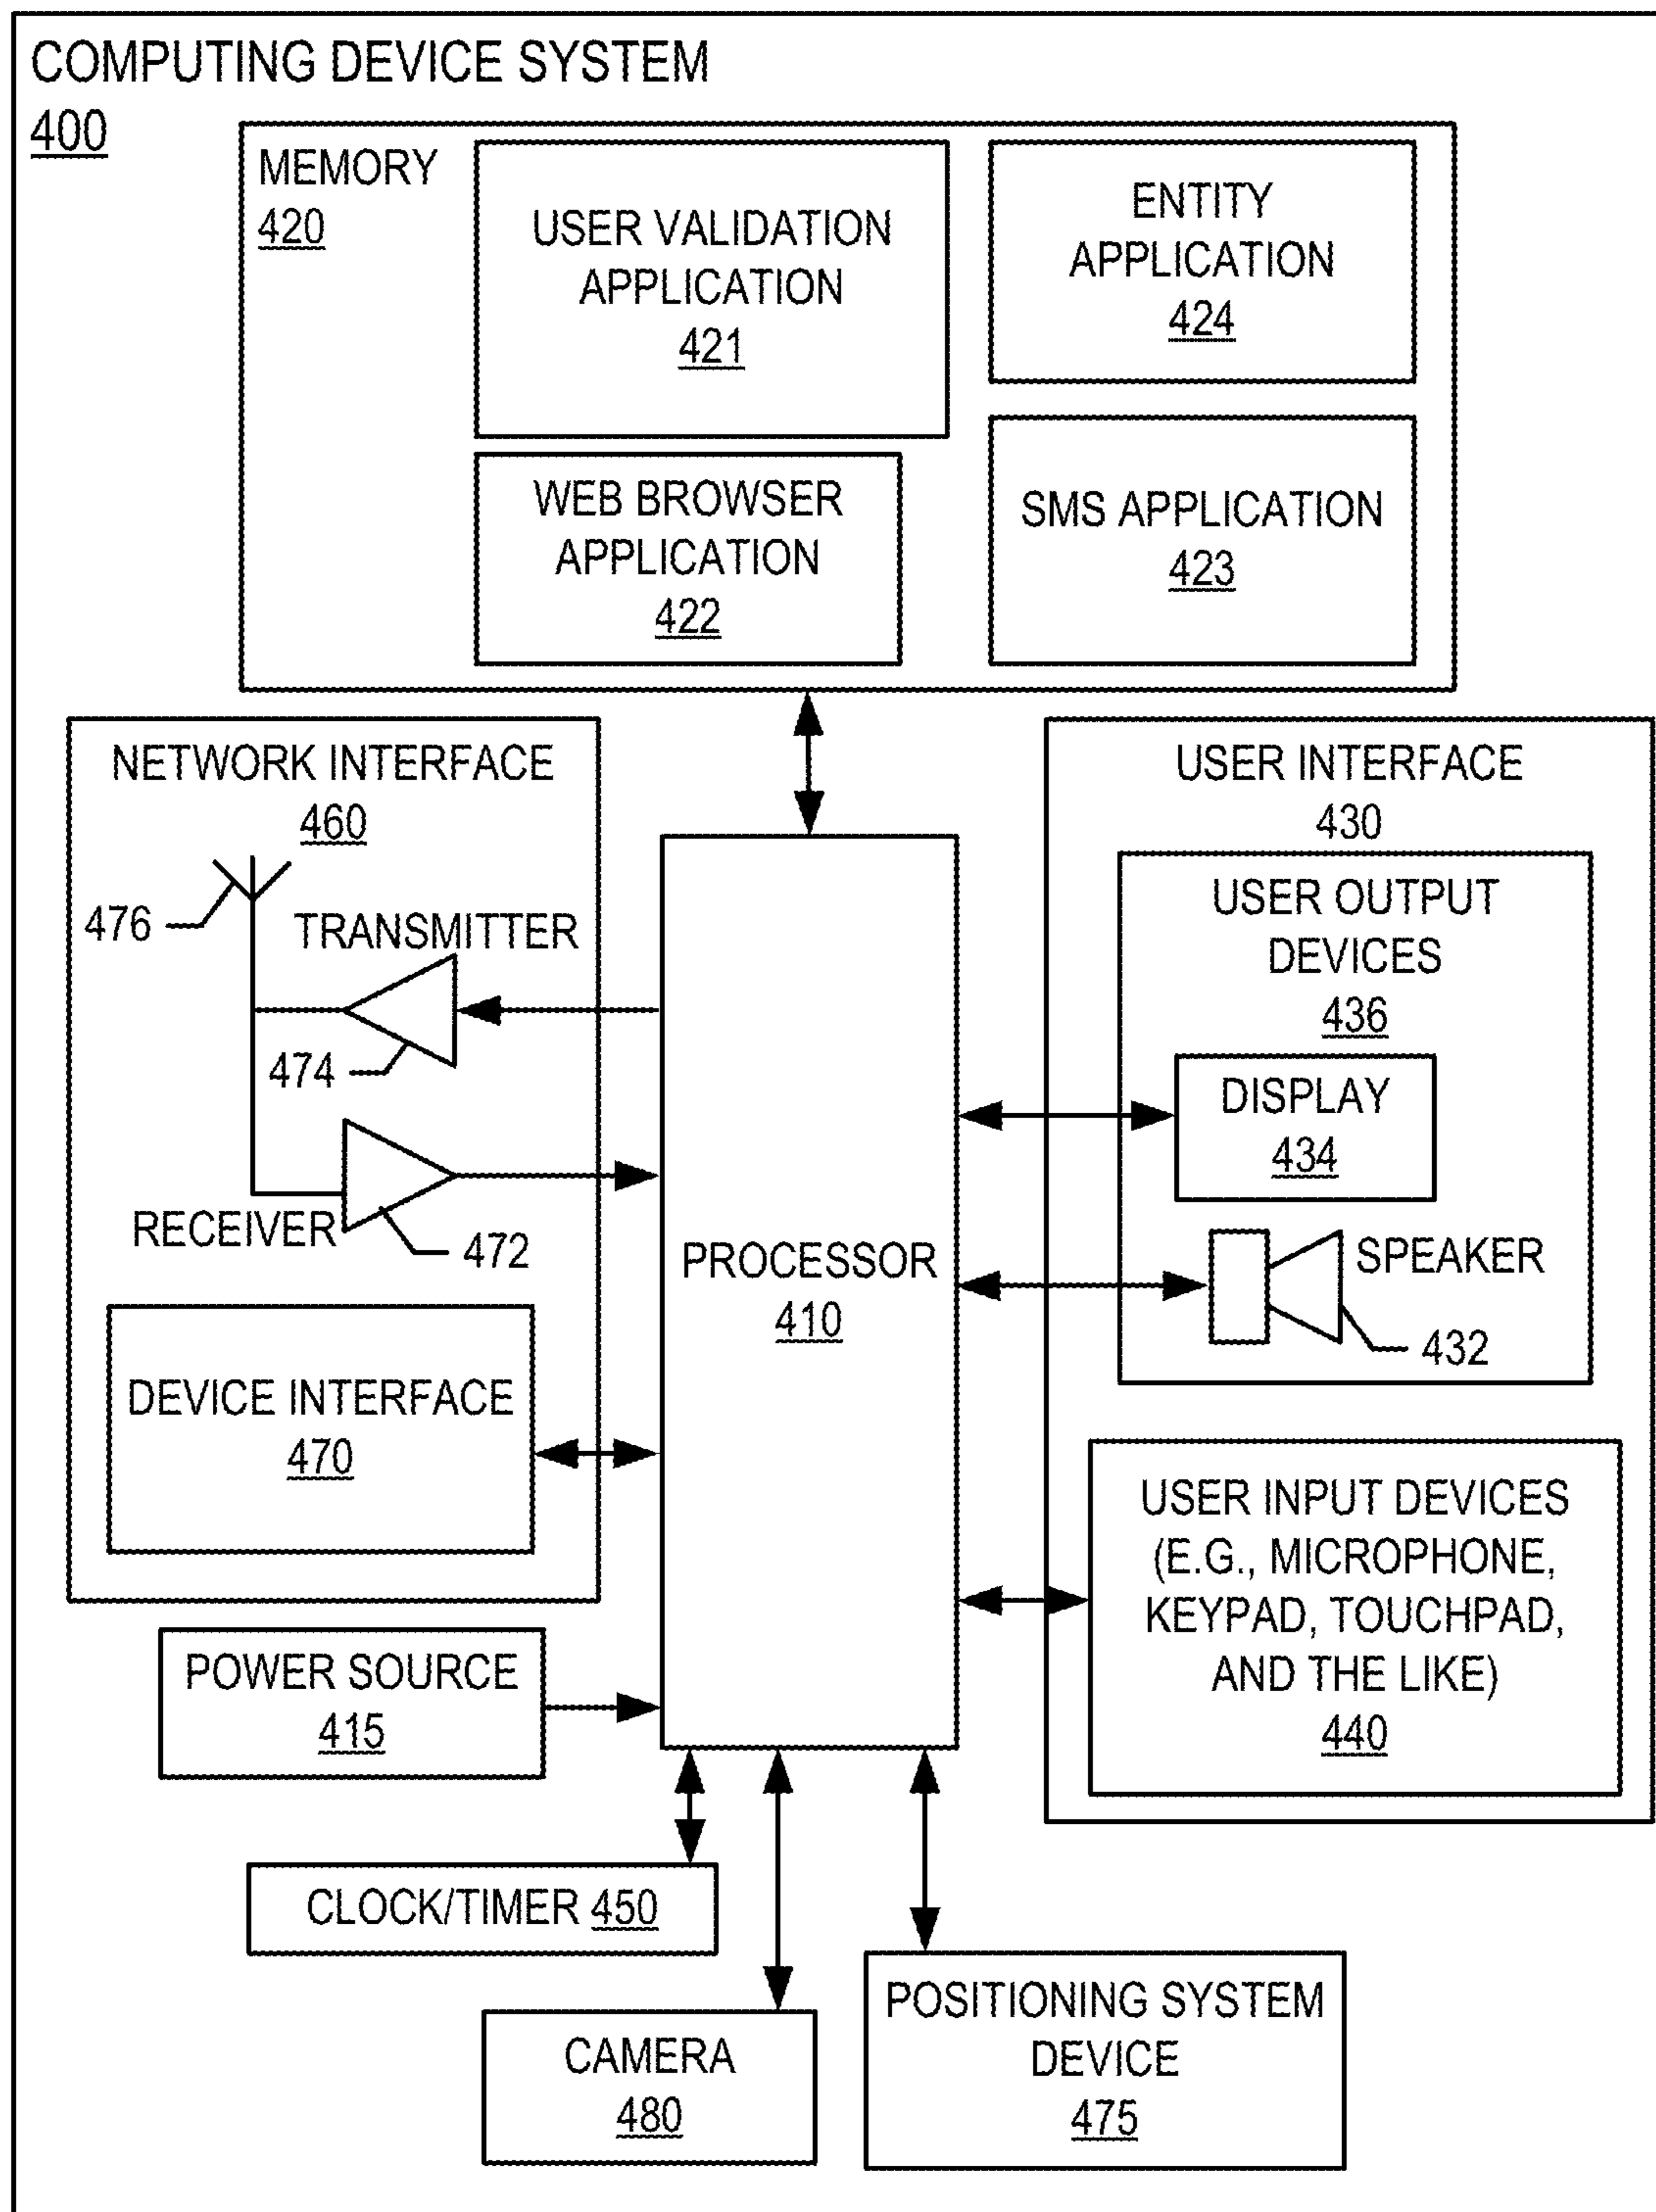 COMPUTING DEVICE SYSTEM
400
MEMORY
420
USER VALIDATION
APPLICATION
421
ENTITY
APPLICATION
424
WEB BROWSER
APPLICATION
422
SMS APPLICATION
423
NETWORK INTERFACE
460
476
TRANSMITTER
474
RECEIVER
472
DEVICE INTERFACE
470
PROCESSOR
410
USER INTERFACE
430
USER OUTPUT
DEVICES
436
DISPLAY
434
SPEAKER
432
USER INPUT DEVICES
(E.G., MICROPHONE,
KEYPAD, TOUCHPAD,
AND THE LIKE)
440
POWER SOURCE
415
CLOCK/TIMER 450
CAMERA
480
POSITIONING SYSTEM
DEVICE
475